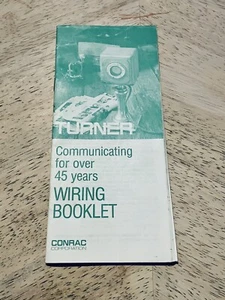 TURNER
Communicating
for over
45 years
WIRING
BOOKLET
CONRAC
CORPORATION